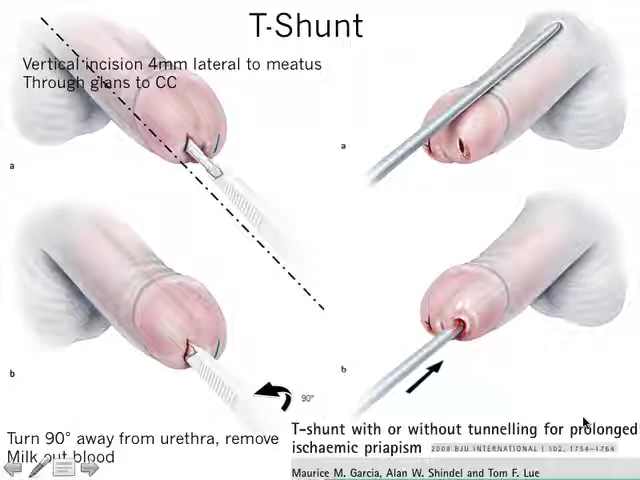 T-Shunt
Vertical incision 4mm lateral to meatus
Through glans to CC
a
a
b
90°
b
Turn 90° away from urethra, remove
Milk out blood
T-shunt with or without tunnelling for prolonged
ischaemic priapism 2008 BJU INTERNATIONAL | 102, 1754–1764
Maurice M. Garcia, Alan W. Shindel and Tom F. Lue